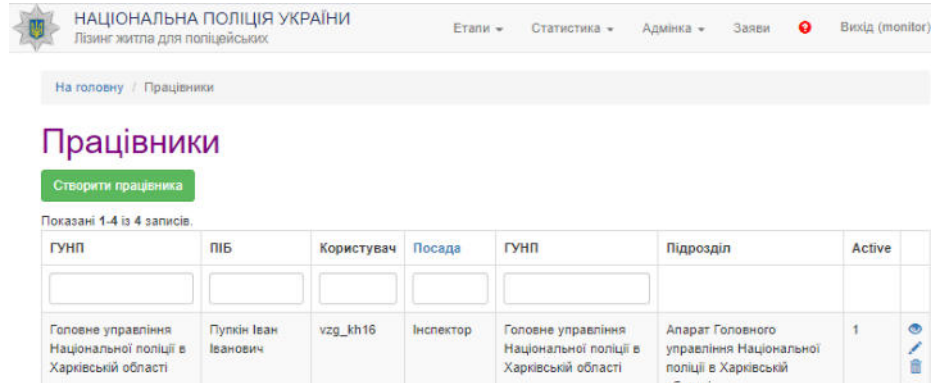 НАЦІОНАЛЬНА ПОЛІЦІЯ УКРАЇНИ
Лізинг житла для поліцейських
Етапи Статистика Адмінка Заяви Вихід (monitor)
На головну / Працівники
Працівники
Створити працівника
Показані 1-4 із 4 записів.
ГУНП ПІБ Користувач Посада ГУНП Підрозділ Active
Головне управління Пупкін Іван vzg_kh16 Інспектор Головне управління Апарат Головного 1
Національної поліції в Іванович Національної поліції в управління Національної
Харківській області Харківській області поліції в Харківській